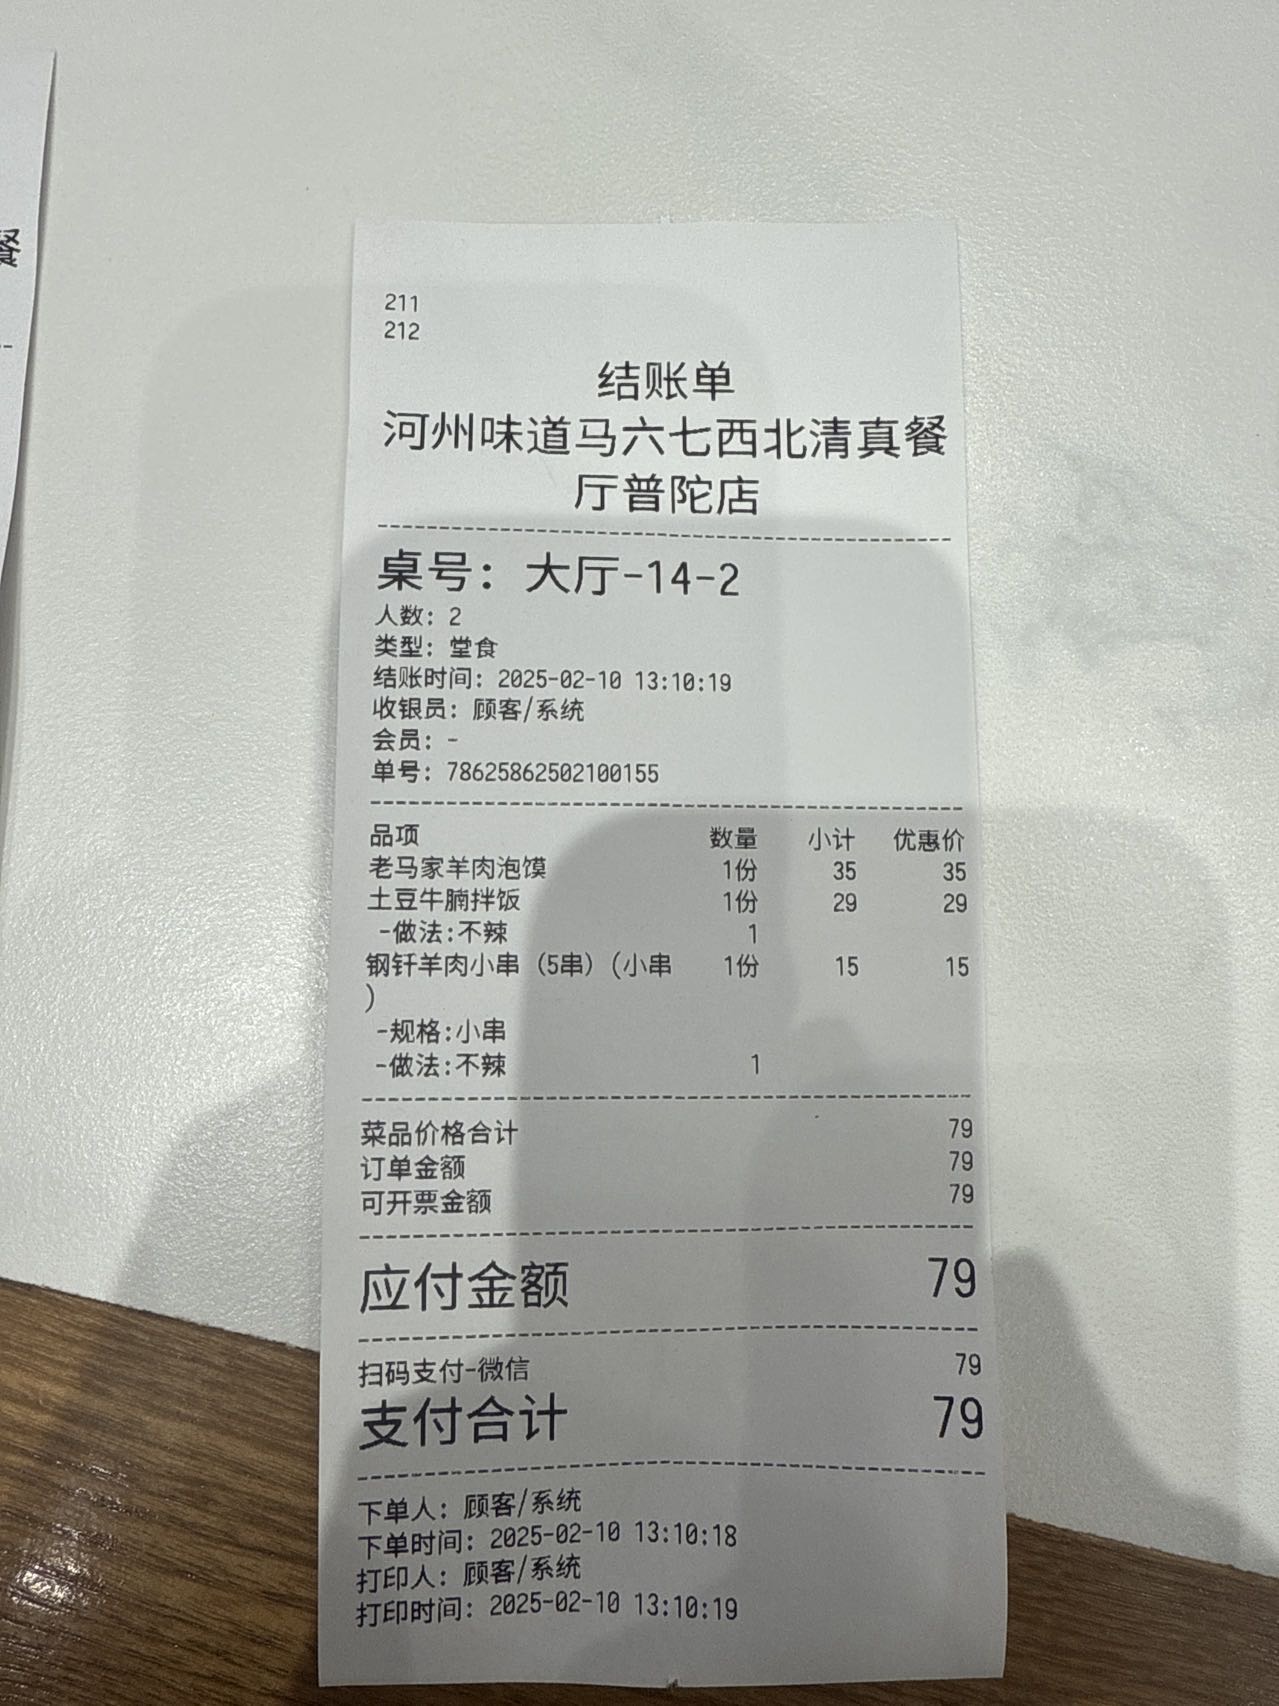 211
212
结账单
河州味道马六七西北清真餐
厅普陀店
桌号：大厅-14-2
人数：2
类型：堂食
结账时间：2025-02-10 13:10:19
收银员：顾客/系统
会员：-
单号：78625862502100155
品项 数量 小计 优惠价
老马家羊肉泡馍 1份 35 35
土豆牛腩拌饭 1份 29 29
-做法:不辣 1
钢钎羊肉小串（5串）(小串 1份 15 15
)
-规格:小串
-做法:不辣 1
菜品价格合计 79
订单金额 79
可开票金额 79
应付金额 79
扫码支付-微信 79
支付合计 79
下单人：顾客/系统
下单时间：2025-02-10 13:10:18
打印人：顾客/系统
打印时间：2025-02-10 13:10:19
餐